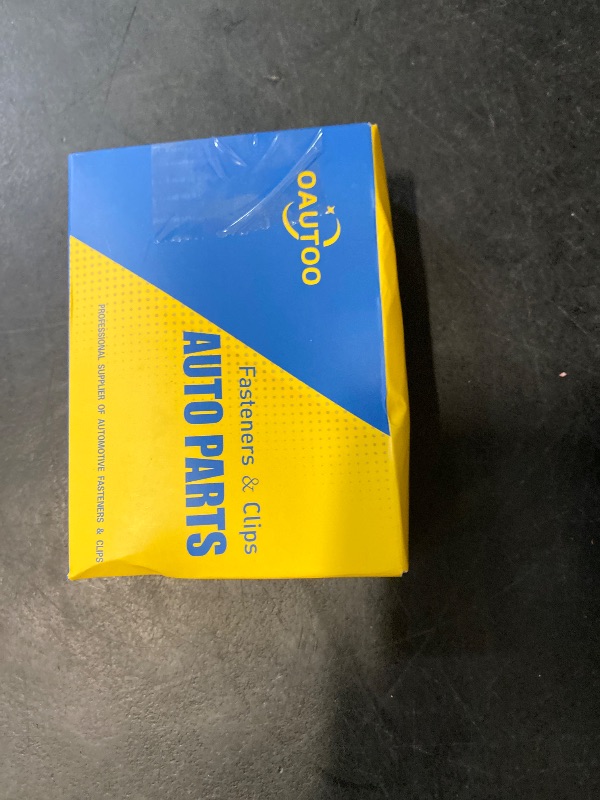 OAUTOO
Fasteners & Clips
AUTO PARTS
PROFESSIONAL SUPPLIER OF AUTOMOTIVE FASTENERS & CLIPS